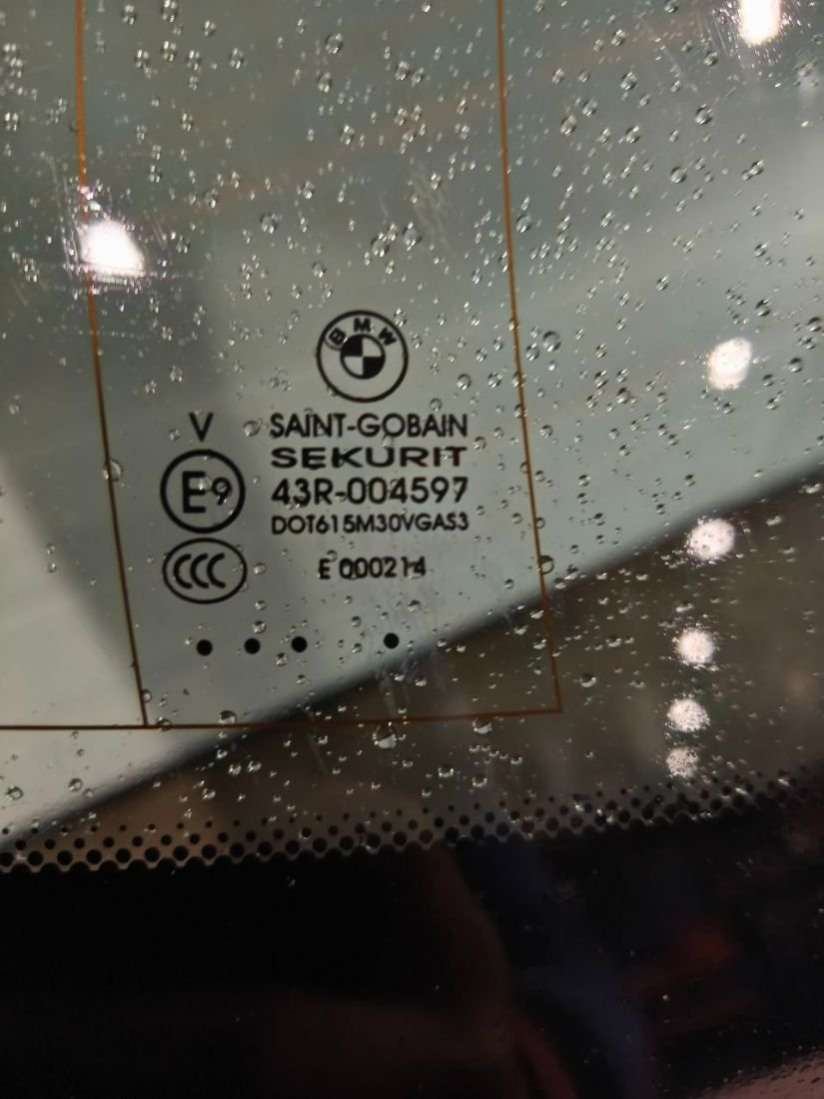 BMW
V SAINT-GOBAIN
SEKURIT
E9 43R-004597
DOT615M30VGAS3
CCC E 000214